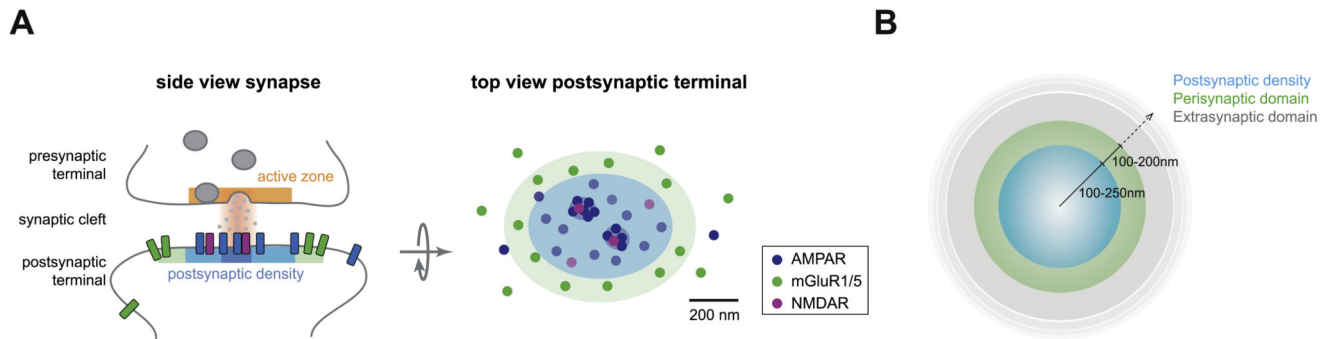 A
B
side view synapse
top view postsynaptic terminal
presynaptic
terminal
active zone
synaptic cleft
postsynaptic
terminal
postsynaptic density
AMPAR
mGluR1/5
NMDAR
200 nm
Postsynaptic density
Perisynaptic domain
Extrasynaptic domain
100-200nm
100-250nm